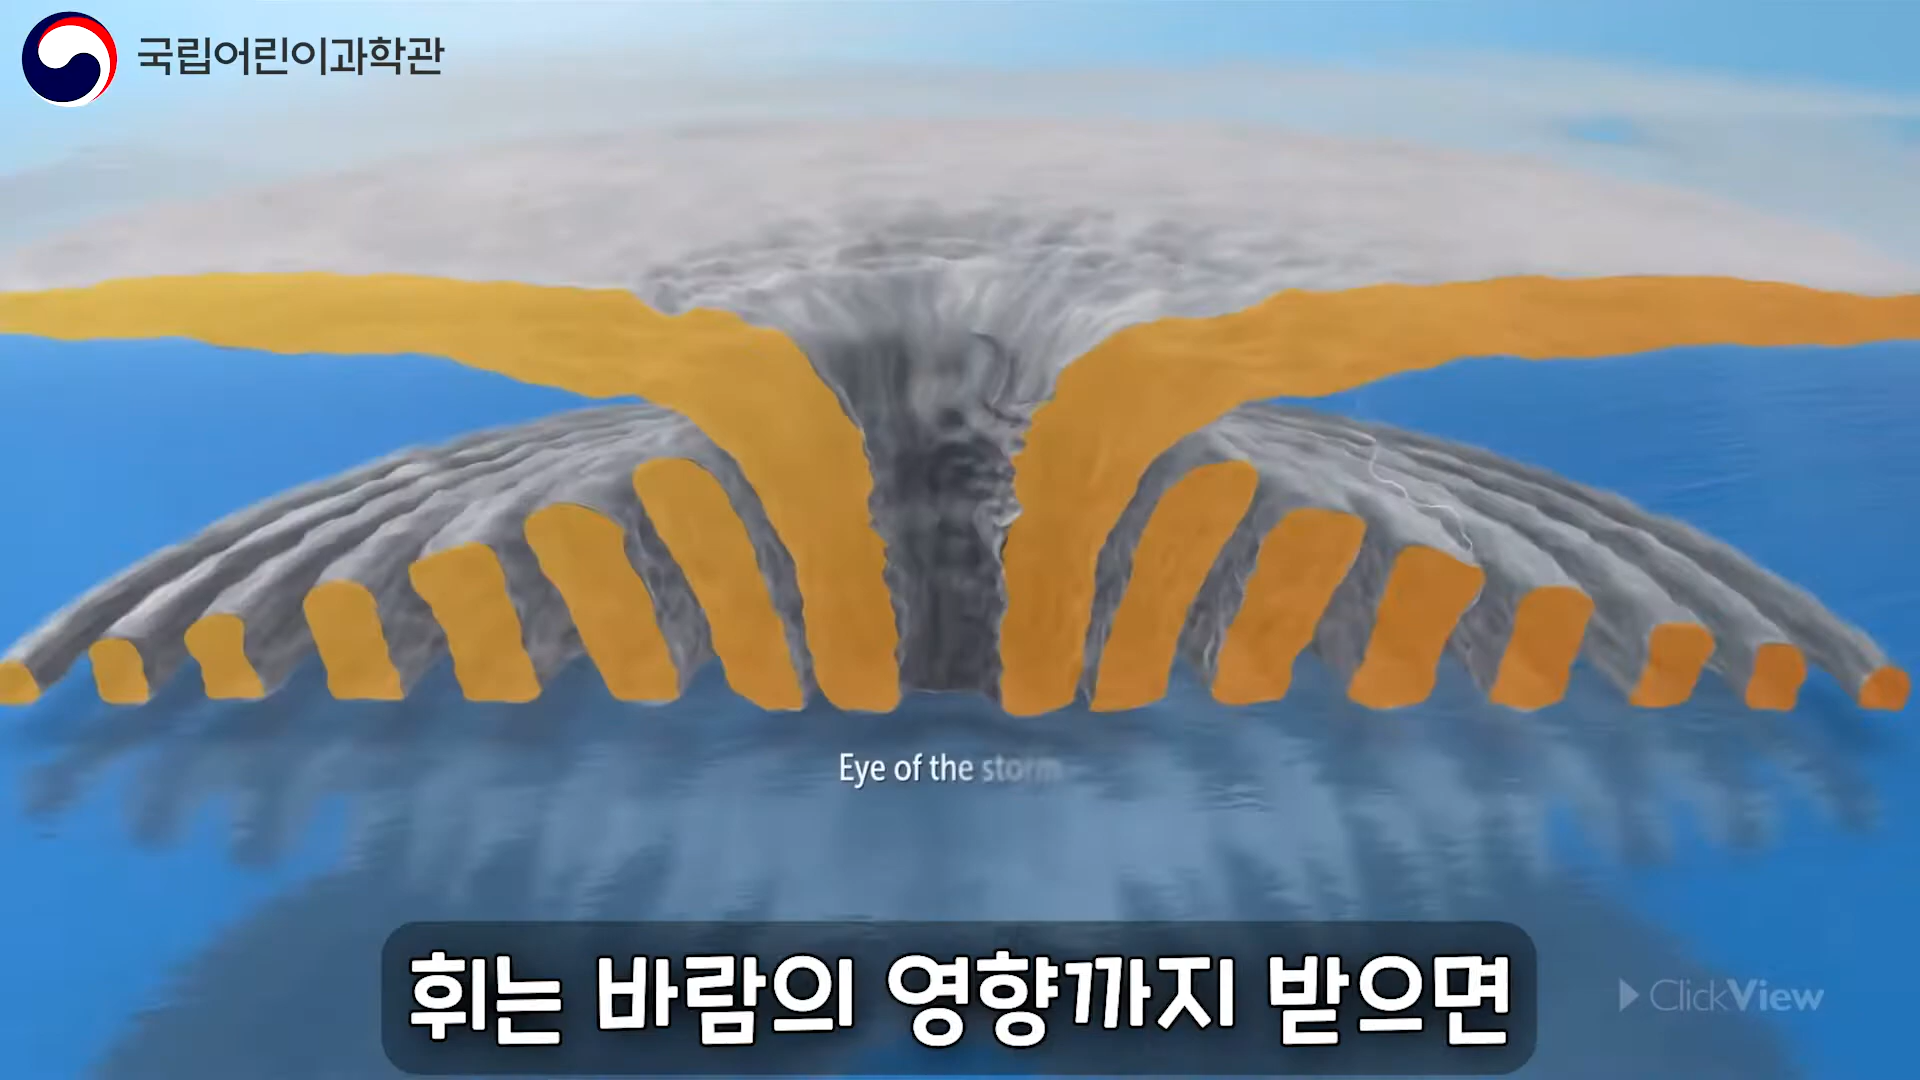 국립어린이과학관
Eye of the storm
휘는 바람의 영향까지 받으면
ClickView